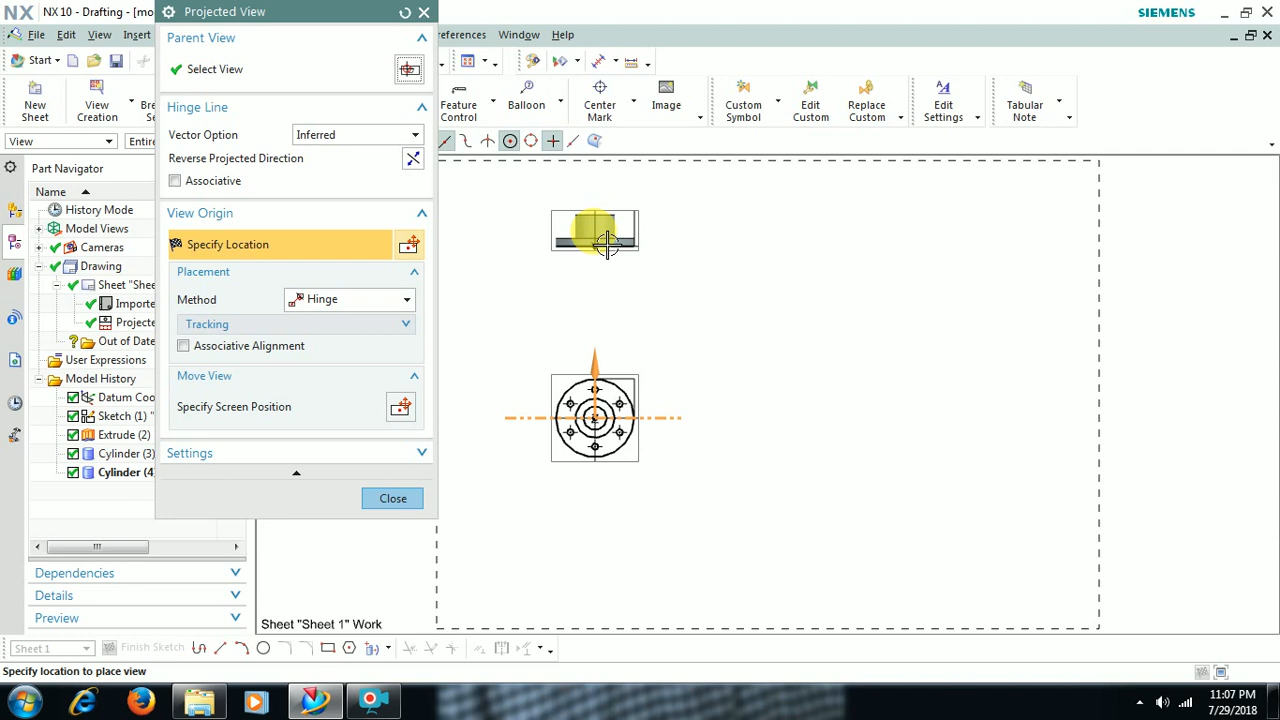 NX
NX 10 - Drafting - [mo
Projected View
SIEMENS
File
Edit
View
Insert
Parent View
references
Window
Help
Start
Select View
New
Sheet
View
Creation
Hinge Line
Feature
Control
Balloon
Center
Mark
Image
Custom
Symbol
Edit
Custom
Replace
Custom
Edit
Settings
Tabular
Note
View
Entire
Vector Option
Inferred
Reverse Projected Direction
Part Navigator
Associative
Name
History Mode
View Origin
Model Views
Cameras
Specify Location
Drawing
Placement
Sheet "Shee
Method
Hinge
Importe
Projecte
Tracking
Out of Date
Associative Alignment
User Expressions
Model History
Move View
Datum Coo
Specify Screen Position
Sketch (1) "
Extrude (2)
Cylinder (3)
Settings
Cylinder (4)
Close
Dependencies
Details
Preview
Sheet "Sheet 1" Work
Sheet 1
Finish Sketch
Specify location to place view
11:07 PM
7/29/2018